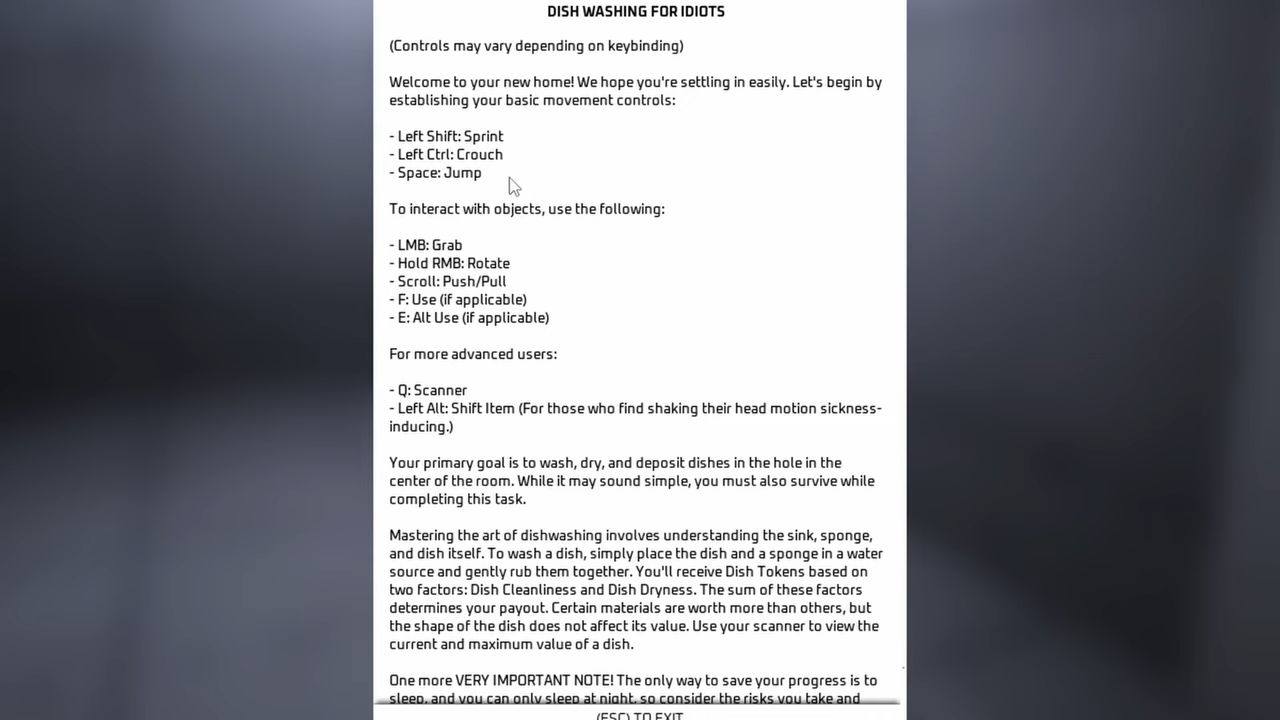 DISH WASHING FOR IDIOTS
(Controls may vary depending on keybinding)
Welcome to your new home! We hope you're settling in easily. Let's begin by
establishing your basic movement controls:
- Left Shift: Sprint
- Left Ctrl: Crouch
- Space: Jump
To interact with objects, use the following:
- LMB: Grab
- Hold RMB: Rotate
- Scroll: Push/Pull
- F: Use (if applicable)
- E: Alt Use (if applicable)
For more advanced users:
- Q: Scanner
- Left Alt: Shift Item (For those who find shaking their head motion sickness-
inducing.)
Your primary goal is to wash, dry, and deposit dishes in the hole in the
center of the room. While it may sound simple, you must also survive while
completing this task.
Mastering the art of dishwashing involves understanding the sink, sponge,
and dish itself. To wash a dish, simply place the dish and a sponge in a water
source and gently rub them together. You'll receive Dish Tokens based on
two factors: Dish Cleanliness and Dish Dryness. The sum of these factors
determines your payout. Certain materials are worth more than others, but
the shape of the dish does not affect its value. Use your scanner to view the
current and maximum value of a dish.
One more VERY IMPORTANT NOTE! The only way to save your progress is to
sleep, and you can only sleep at night, so consider the risks you take and
(ESC) TO EXIT